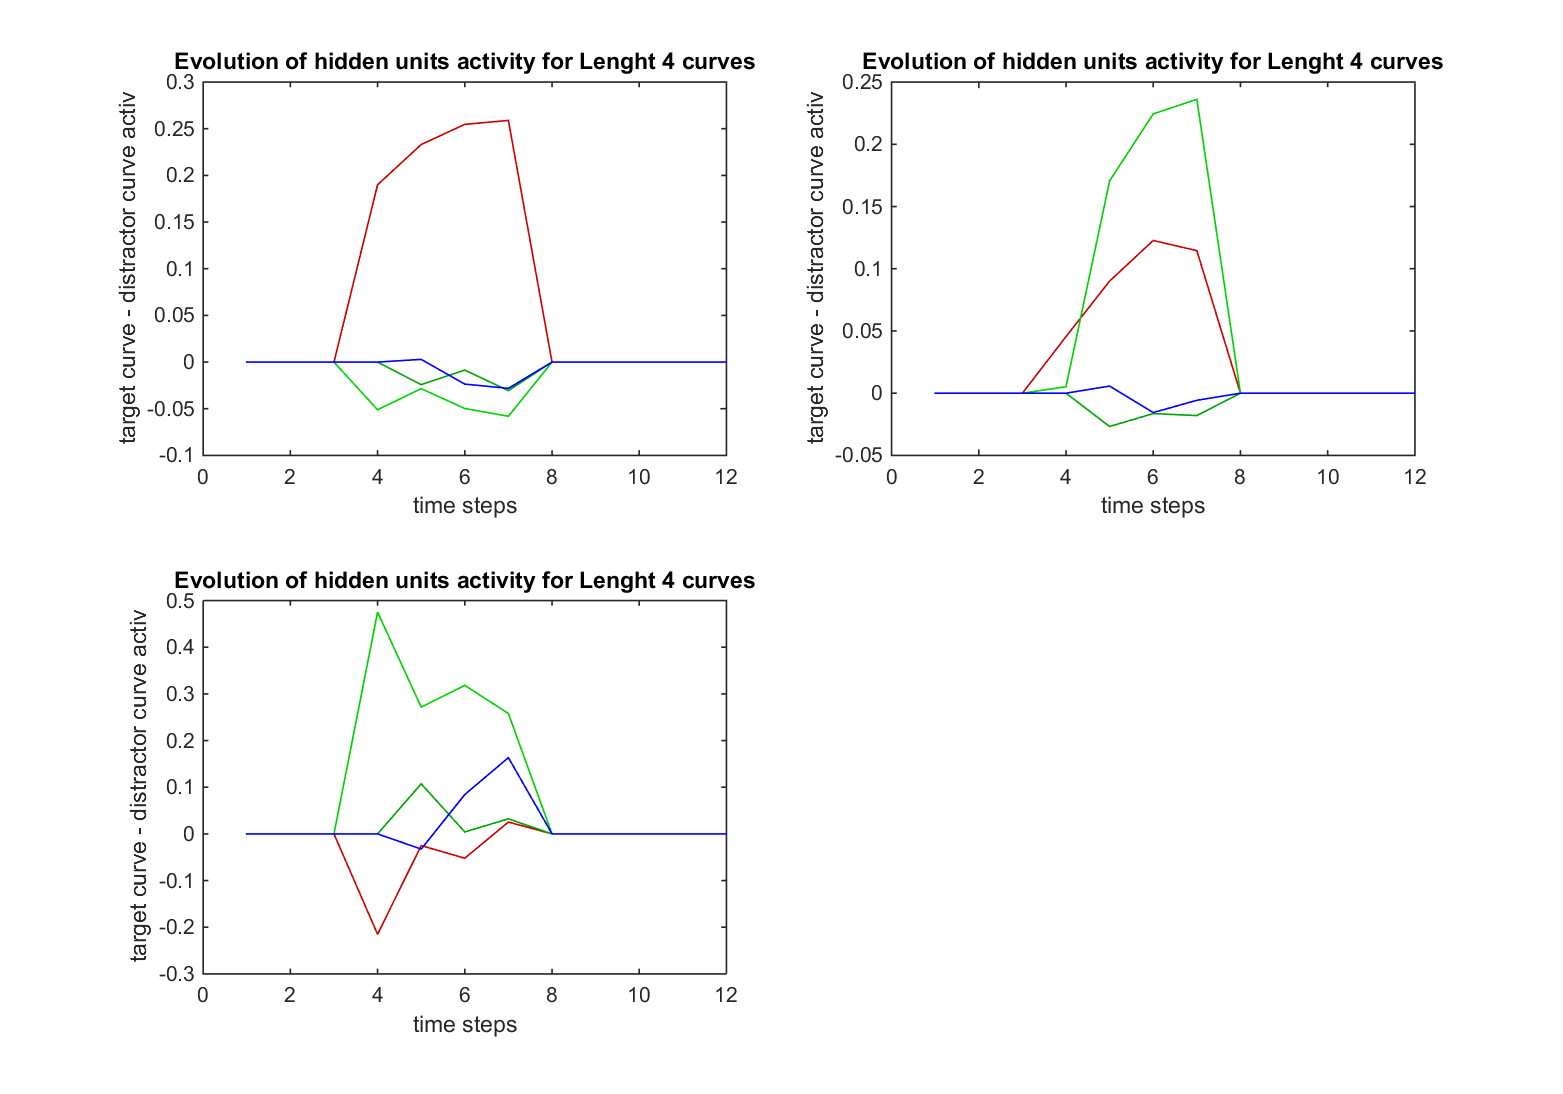 Evolution of hidden units activity for Lenght 4 curves
target curve - distractor curve activ
0.3
0.25
0.2
0.15
0.1
0.05
0
-0.05
-0.1
0 2 4 6 8 10 12
time steps
Evolution of hidden units activity for Lenght 4 curves
target curve - distractor curve activ
0.25
0.2
0.15
0.1
0.05
0
-0.05
0 2 4 6 8 10 12
time steps
Evolution of hidden units activity for Lenght 4 curves
target curve - distractor curve activ
0.5
0.4
0.3
0.2
0.1
0
-0.1
-0.2
-0.3
0 2 4 6 8 10 12
time steps